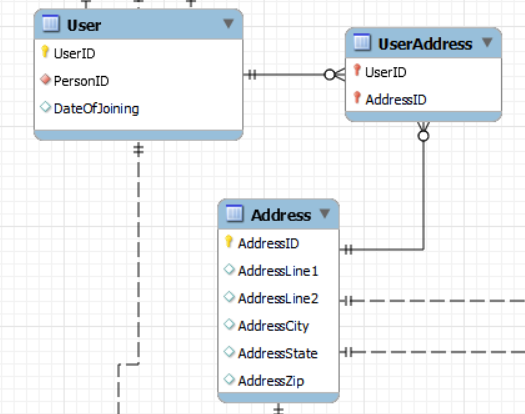 User
UserID
PersonID
DateOfJoining
UserAddress
UserID
AddressID
Address
AddressID
AddressLine1
AddressLine2
AddressCity
AddressState
AddressZip